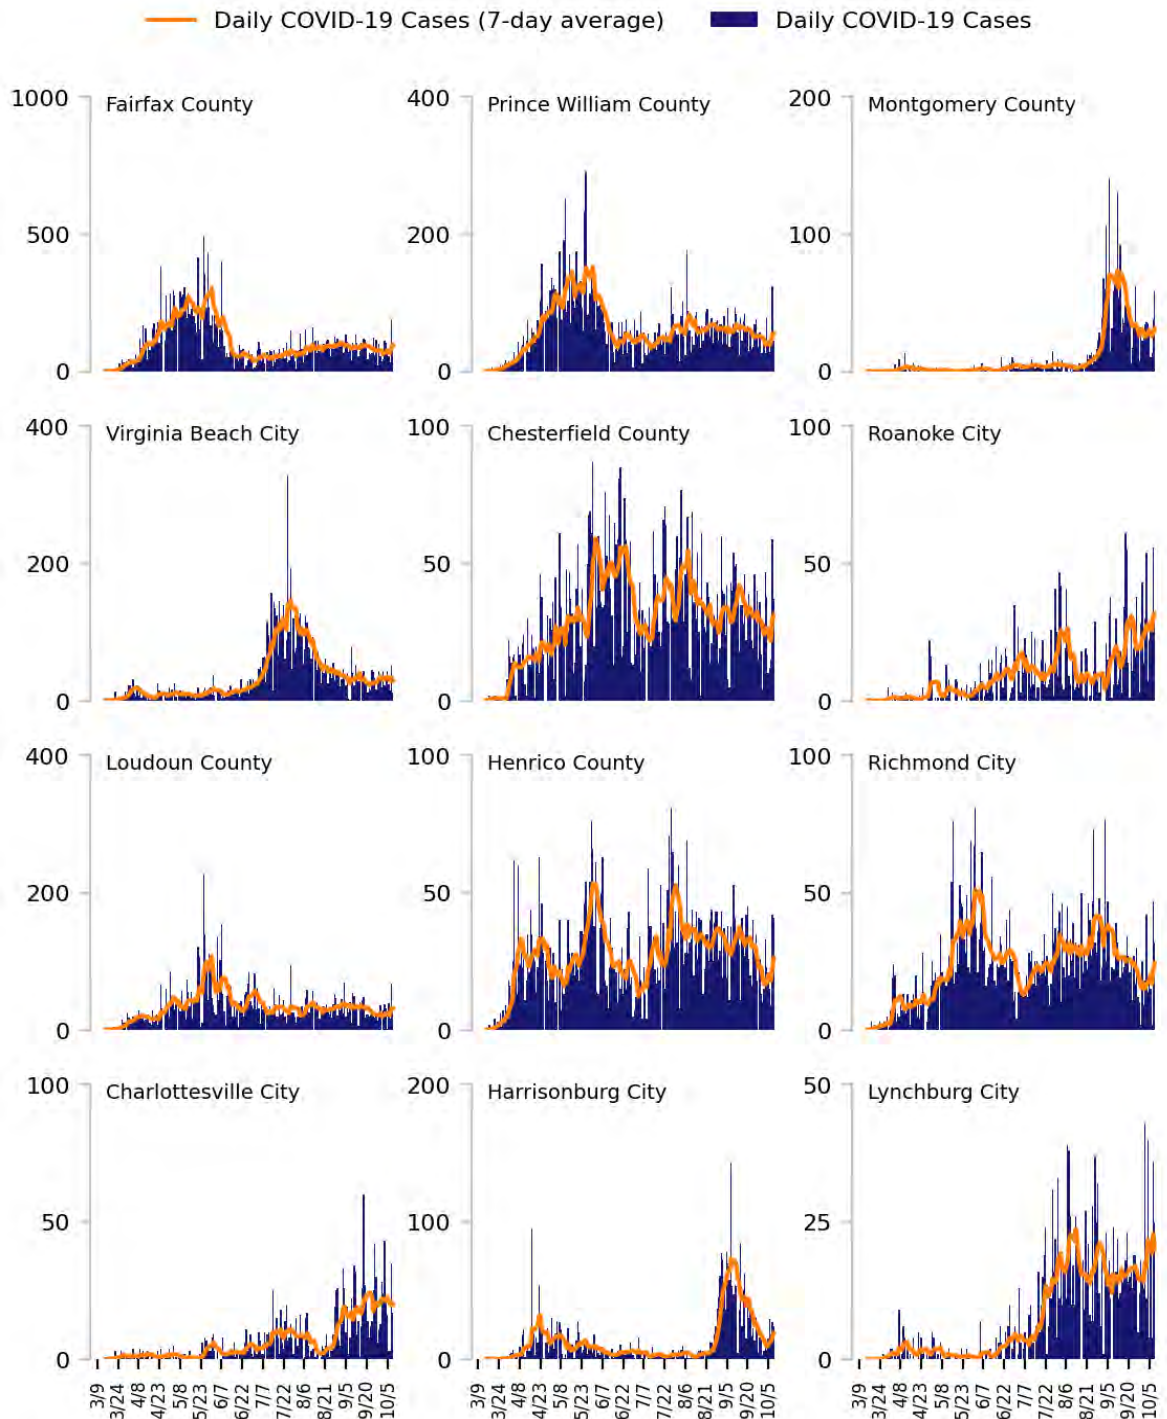 Daily COVID-19 Cases (7-day average) Daily COVID-19 Cases
1000 Fairfax County 400 Prince William County 200 Montgomery County
500 200 100
0 0 0
400 Virginia Beach City 100 Chesterfield County 100 Roanoke City
200 50 50
0 0 0
400 Loudoun County 100 Henrico County 100 Richmond City
200 50 50
0 0 0
100 Charlottesville City 200 Harrisonburg City 50 Lynchburg City
50 100 25
0 0 0
3/9 3/24 4/8 4/23 5/8 5/23 6/7 6/22 7/7 7/22 8/6 8/21 9/5 9/20 10/5 3/9 3/24 4/8 4/23 5/8 5/23 6/7 6/22 7/7 7/22 8/6 8/21 9/5 9/20 10/5 3/9 3/24 4/8 4/23 5/8 5/23 6/7 6/22 7/7 7/22 8/6 8/21 9/5 9/20 10/5